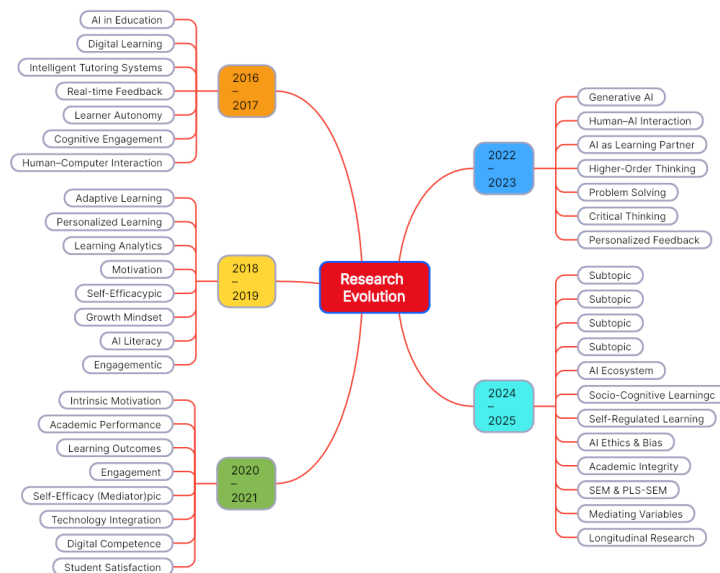 AI in Education
Digital Learning
Intelligent Tutoring Systems
Real-time Feedback
Learner Autonomy
Cognitive Engagement
Human–Computer Interaction
2016
–
2017
Adaptive Learning
Personalized Learning
Learning Analytics
Motivation
Self-Efficacypic
Growth Mindset
AI Literacy
Engagementic
2018
–
2019
Intrinsic Motivation
Academic Performance
Learning Outcomes
Engagement
Self-Efficacy (Mediator)pic
Technology Integration
Digital Competence
Student Satisfaction
2020
–
2021
Research
Evolution
2022
–
2023
Generative AI
Human–AI Interaction
AI as Learning Partner
Higher-Order Thinking
Problem Solving
Critical Thinking
Personalized Feedback
2024
–
2025
Subtopic
Subtopic
Subtopic
Subtopic
AI Ecosystem
Socio-Cognitive Learningc
Self-Regulated Learning
AI Ethics & Bias
Academic Integrity
SEM & PLS-SEM
Mediating Variables
Longitudinal Research